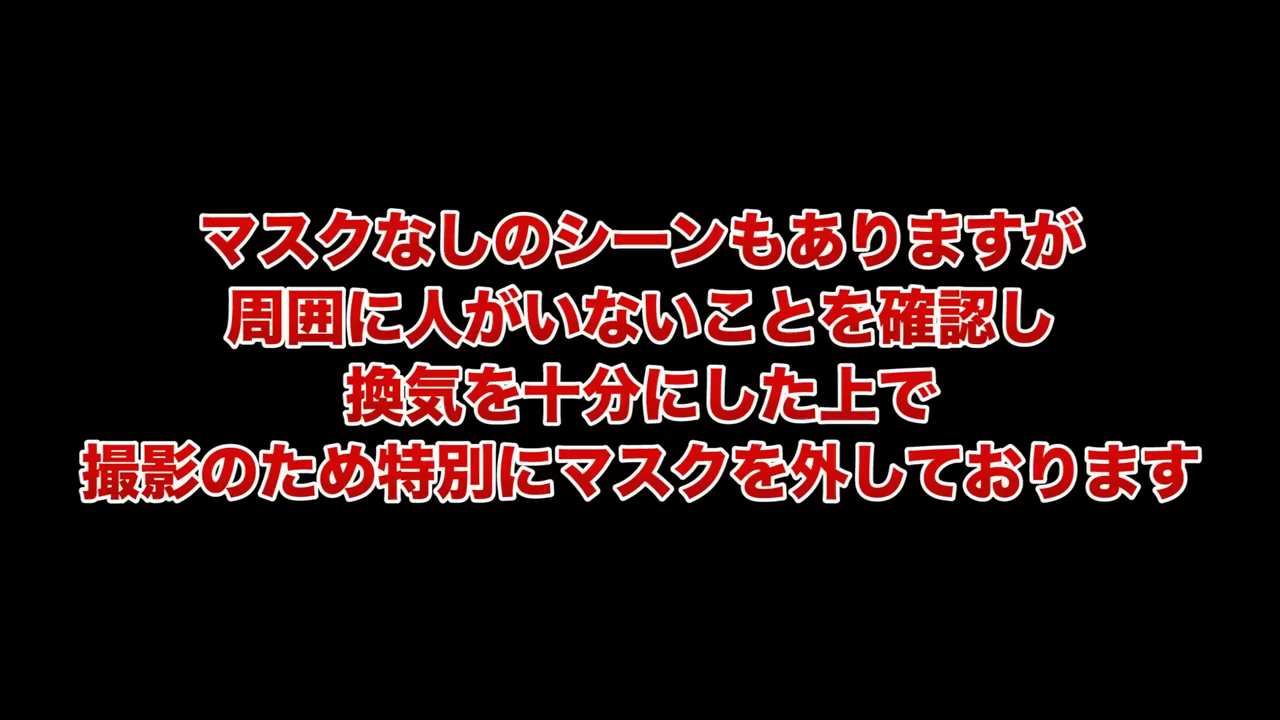 マスクなしのシーンもありますが
周囲に人がいないことを確認し
換気を十分にした上で
撮影のため特別にマスクを外しております